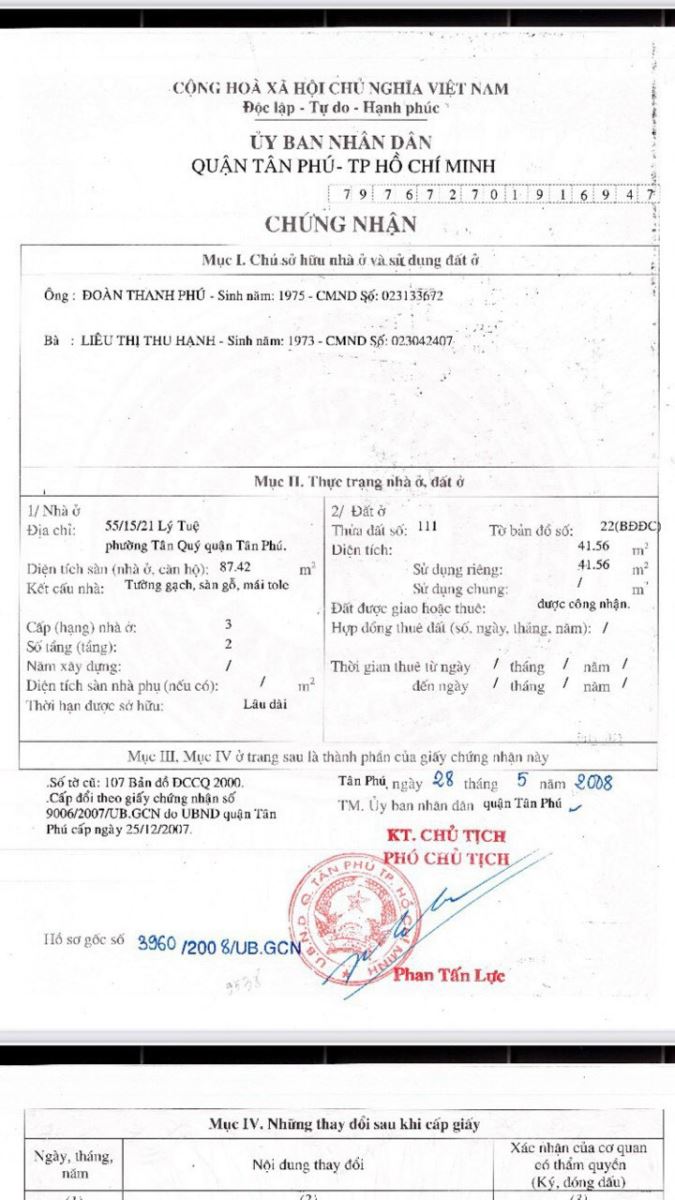 CỘNG HOÀ XÃ HỘI CHỦ NGHĨA VIỆT NAM
Độc lập - Tự do - Hạnh phúc
ỦY BAN NHÂN DÂN
QUẬN TÂN PHÚ- TP HỒ CHÍ MINH
7 9 7 6 7 2 7 0 1 9 1 6 9 4 7
CHỨNG NHẬN
Mục I. Chủ sở hữu nhà ở và sử dụng đất ở
Ông : ĐOÀN THANH PHÚ - Sinh năm: 1975 - CMND Số: 023133672
Bà : LIÊU THỊ THU HẠNH - Sinh năm: 1973 - CMND Số: 023042407
Mục II. Thực trạng nhà ở, đất ở
1/ Nhà ở
Địa chỉ: 55/15/21 Lý Tuệ
phường Tân Quý quận Tân Phú.
Diện tích sàn (nhà ở, căn hộ): 87.42 m²
Kết cấu nhà: Tường gạch, sàn gỗ, mái tole
Cấp (hạng) nhà ở: 3
Số tầng (tầng): 2
Năm xây dựng: /
Diện tích sàn nhà phụ (nếu có): / m²
Thời hạn được sở hữu: Lâu dài
2/ Đất ở
Thửa đất số: 111 Tờ bản đồ số: 22(BĐĐC)
Diện tích: 41.56 m²
Sử dụng riêng: 41.56 m²
Sử dụng chung: / m²
Đất được giao hoặc thuê: được công nhận.
Hợp đồng thuê đất (số, ngày, tháng, năm): /
Thời gian thuê từ ngày / tháng / năm /
đến ngày / tháng / năm /
Mục III, Mục IV ở trang sau là thành phần của giấy chứng nhận này
.Số tờ cũ: 107 Bản đồ ĐCCQ 2000.
.Cấp đổi theo giấy chứng nhận số
9006/2007/UB.GCN do UBND quận Tân
Phú cấp ngày 25/12/2007.
Tân Phú, ngày 28 tháng 5 năm 2008
TM. Ủy ban nhân dân quận Tân Phú
KT. CHỦ TỊCH
PHÓ CHỦ TỊCH
U.B.N.D Q. TÂN PHÚ TP. HỒ CHÍ MINH
Hồ sơ gốc số 3960/2008/UB.GCN
Phan Tấn Lực
Mục IV. Những thay đổi sau khi cấp giấy
Ngày, tháng, năm
Nội dung thay đổi
Xác nhận của cơ quan
có thẩm quyền
(Ký, đóng dấu)
(1) (2) (3)